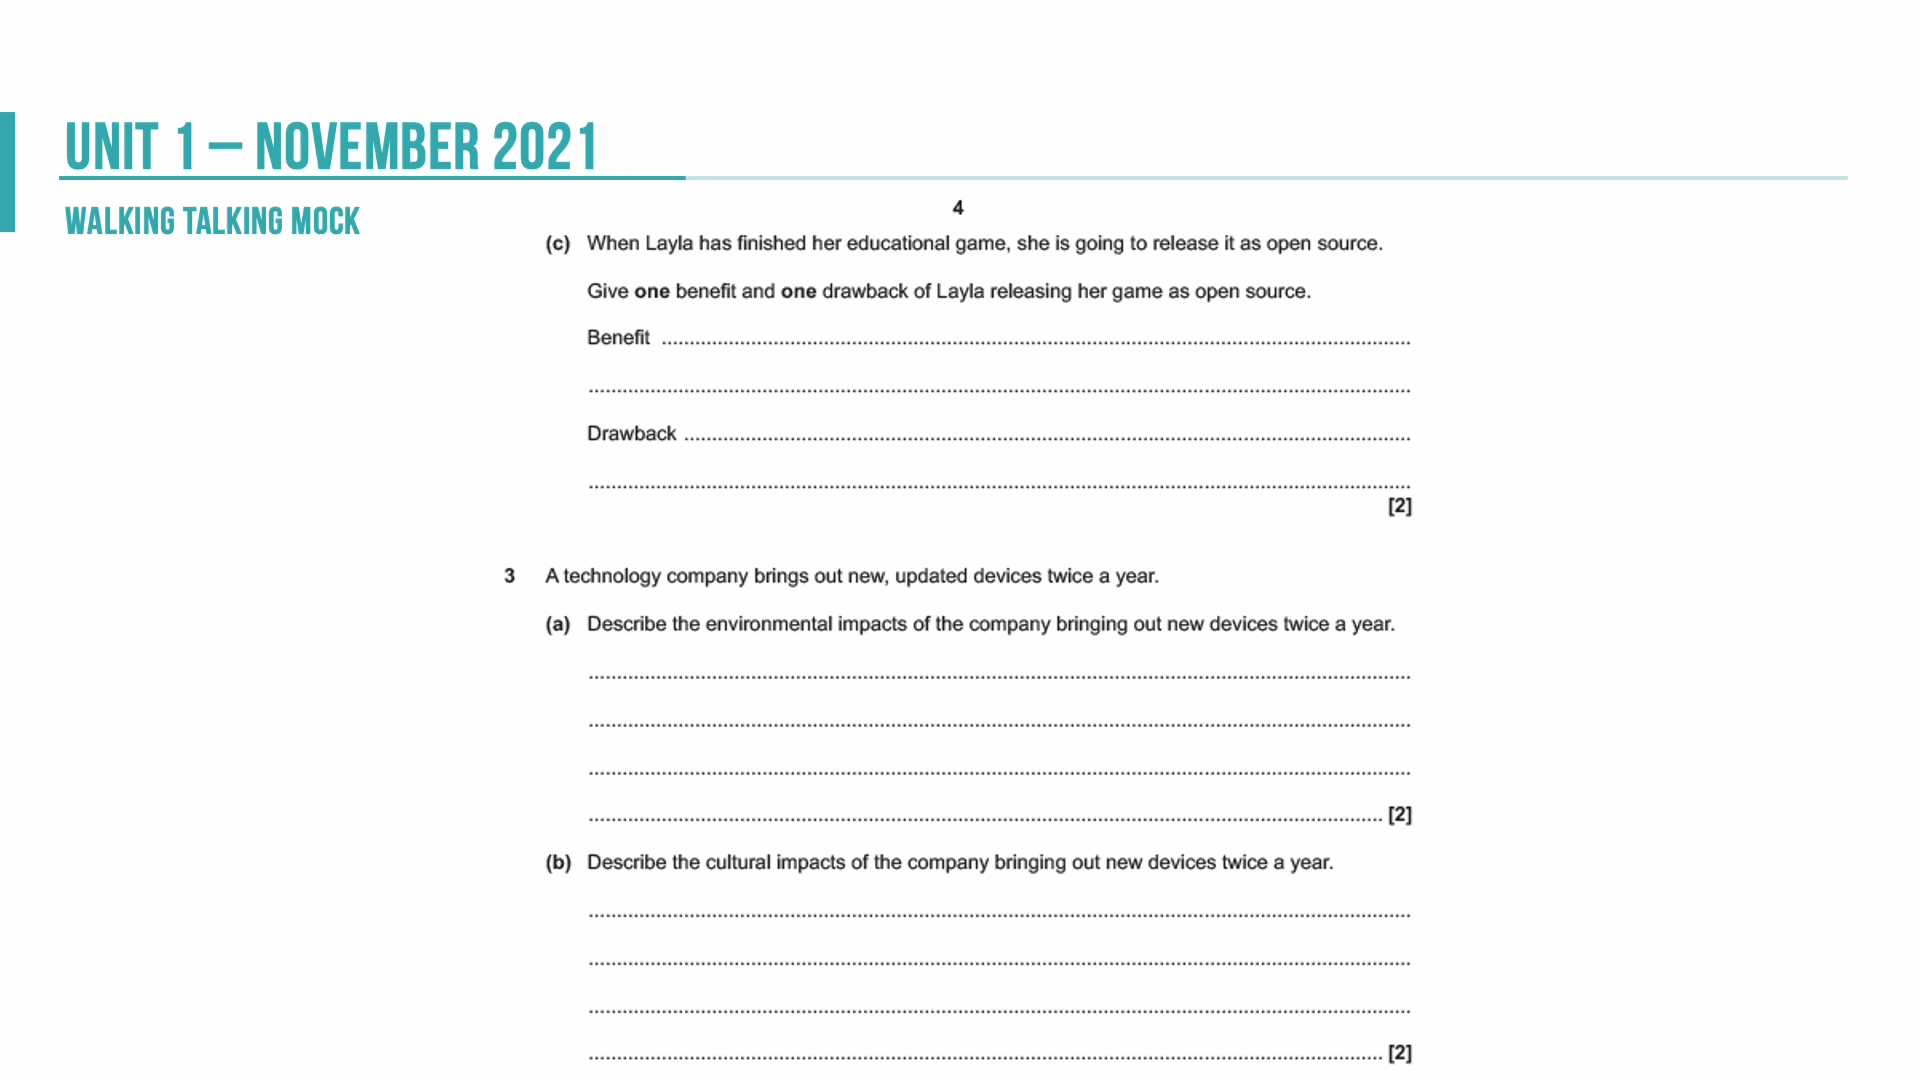 UNIT 1 – NOVEMBER 2021
WALKING TALKING MOCK
4
(c) When Layla has finished her educational game, she is going to release it as open source.
Give one benefit and one drawback of Layla releasing her game as open source.
Benefit ................................................................
................................................................
Drawback ................................................................
................................................................
[2]
3 A technology company brings out new, updated devices twice a year.
(a) Describe the environmental impacts of the company bringing out new devices twice a year.
................................................................
................................................................
................................................................
................................................................ [2]
(b) Describe the cultural impacts of the company bringing out new devices twice a year.
................................................................
................................................................
................................................................
................................................................ [2]